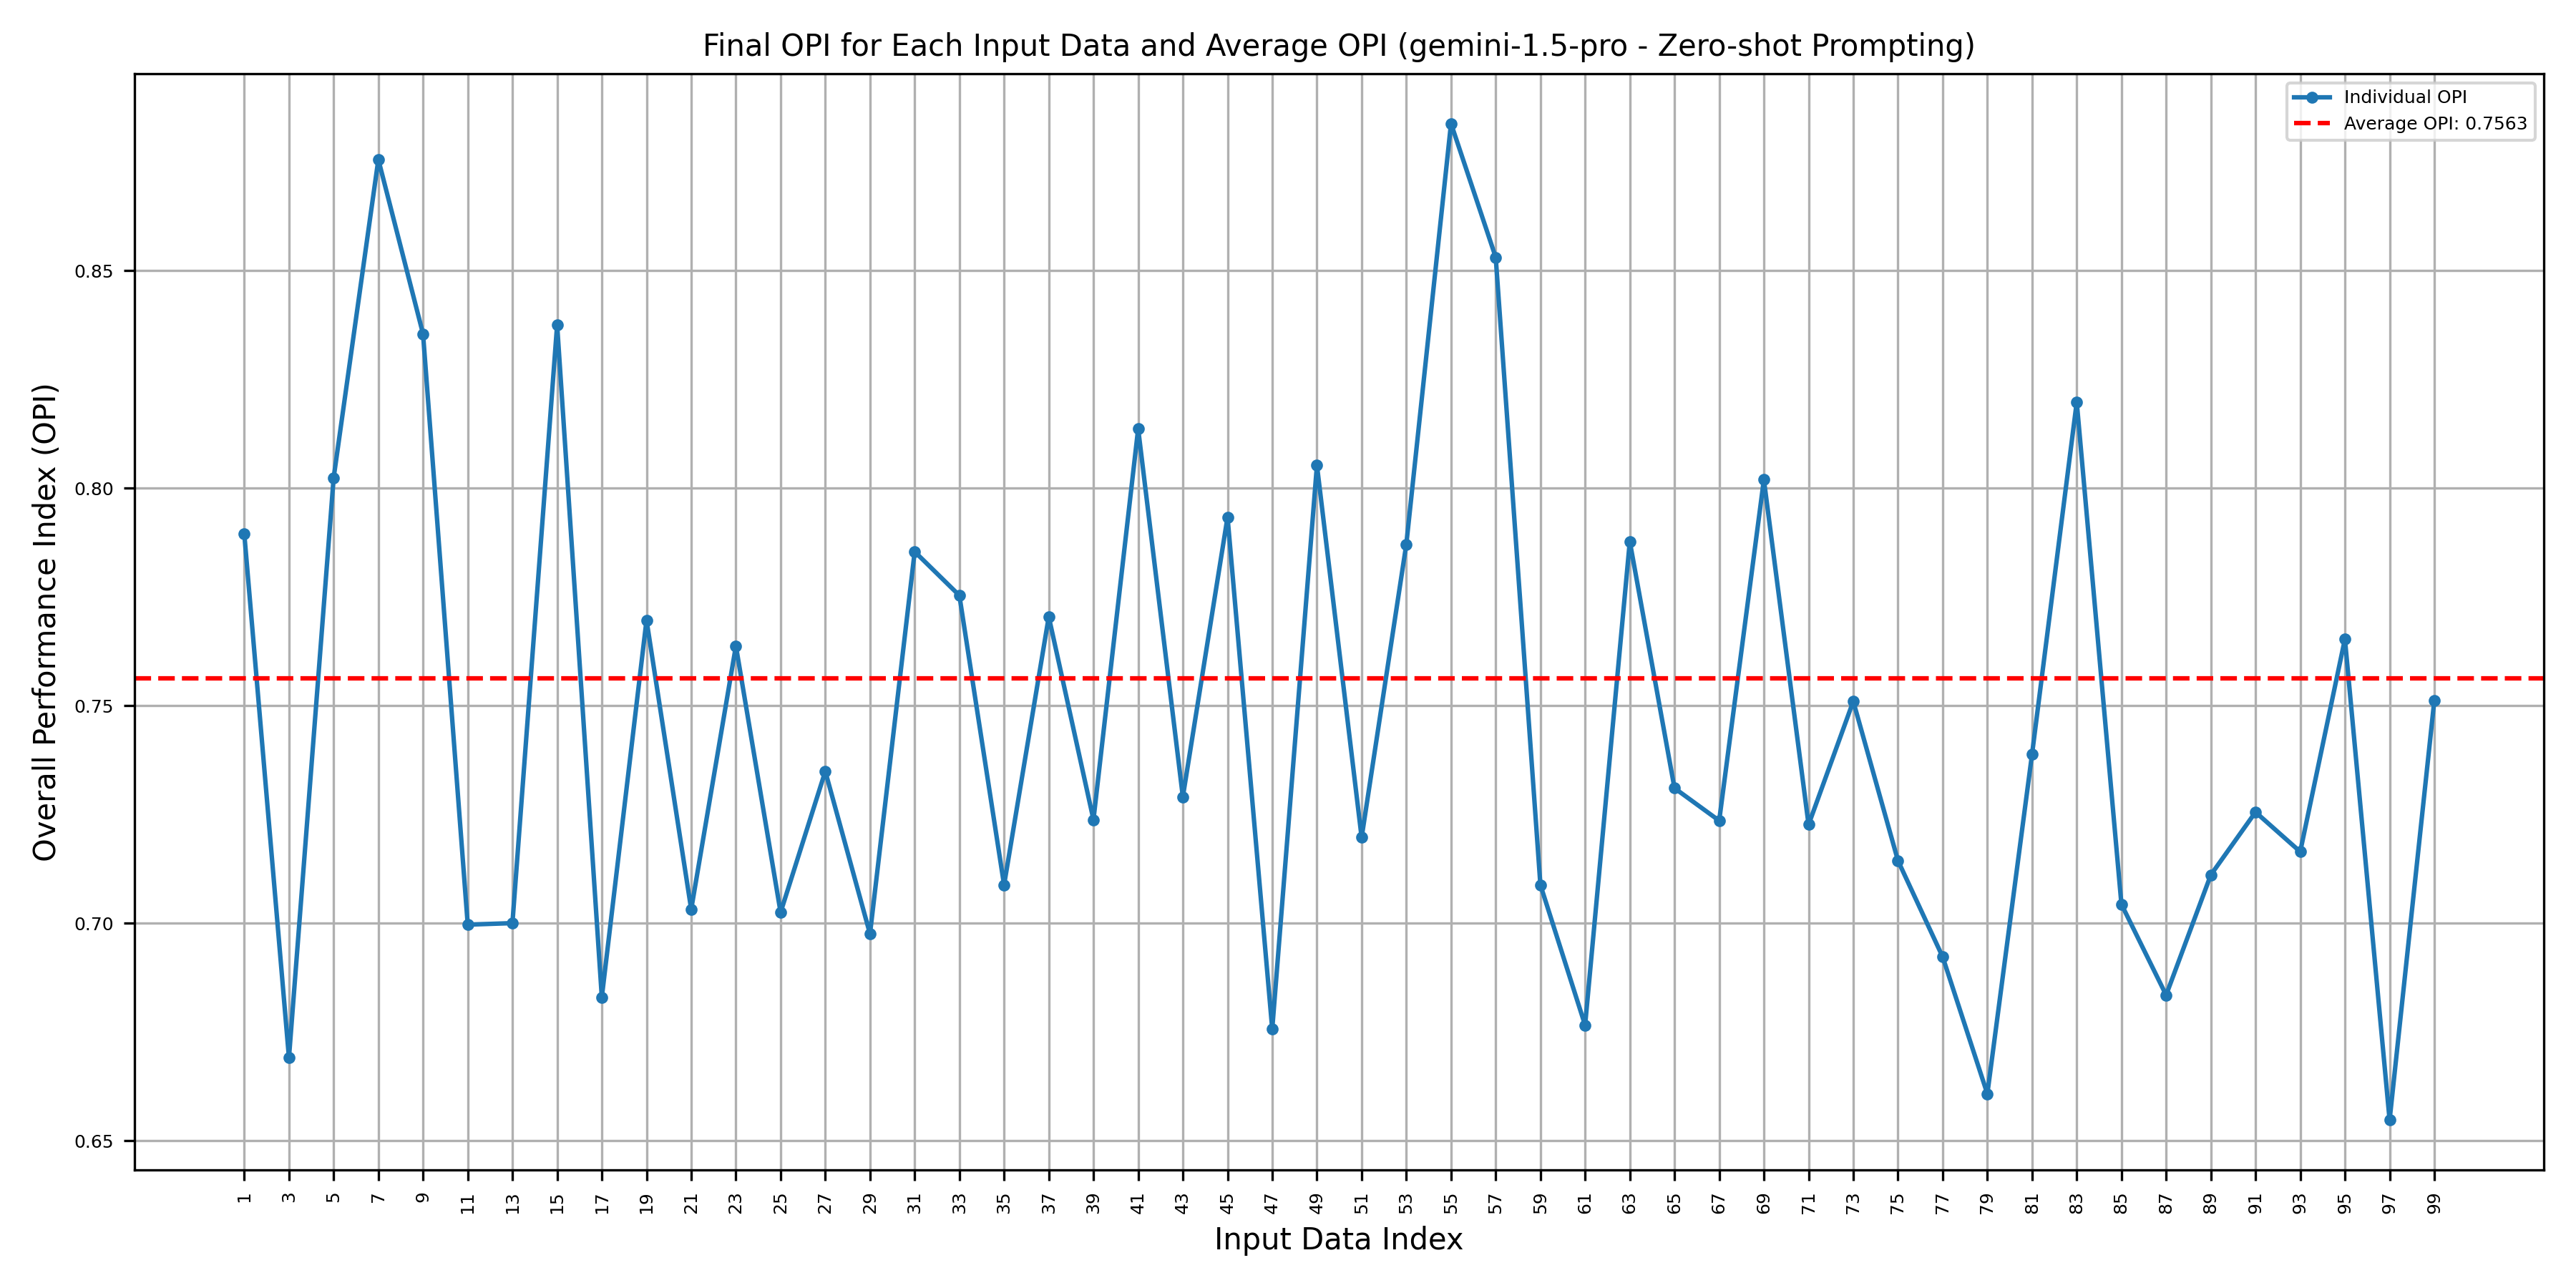 Final OPI for Each Input Data and Average OPI (gemini-1.5-pro - Zero-shot Prompting)
Individual OPI
Average OPI: 0.7563
Overall Performance Index (OPI)
0.85
0.80
0.75
0.70
0.65
1 3 5 7 9 11 13 15 17 19 21 23 25 27 29 31 33 35 37 39 41 43 45 47 49 51 53 55 57 59 61 63 65 67 69 71 73 75 77 79 81 83 85 87 89 91 93 95 97 99
Input Data Index